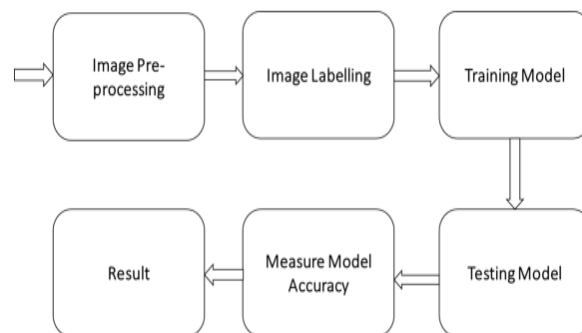 Image Pre-
processing
Image Labelling
Training Model
Testing Model
Measure Model
Accuracy
Result